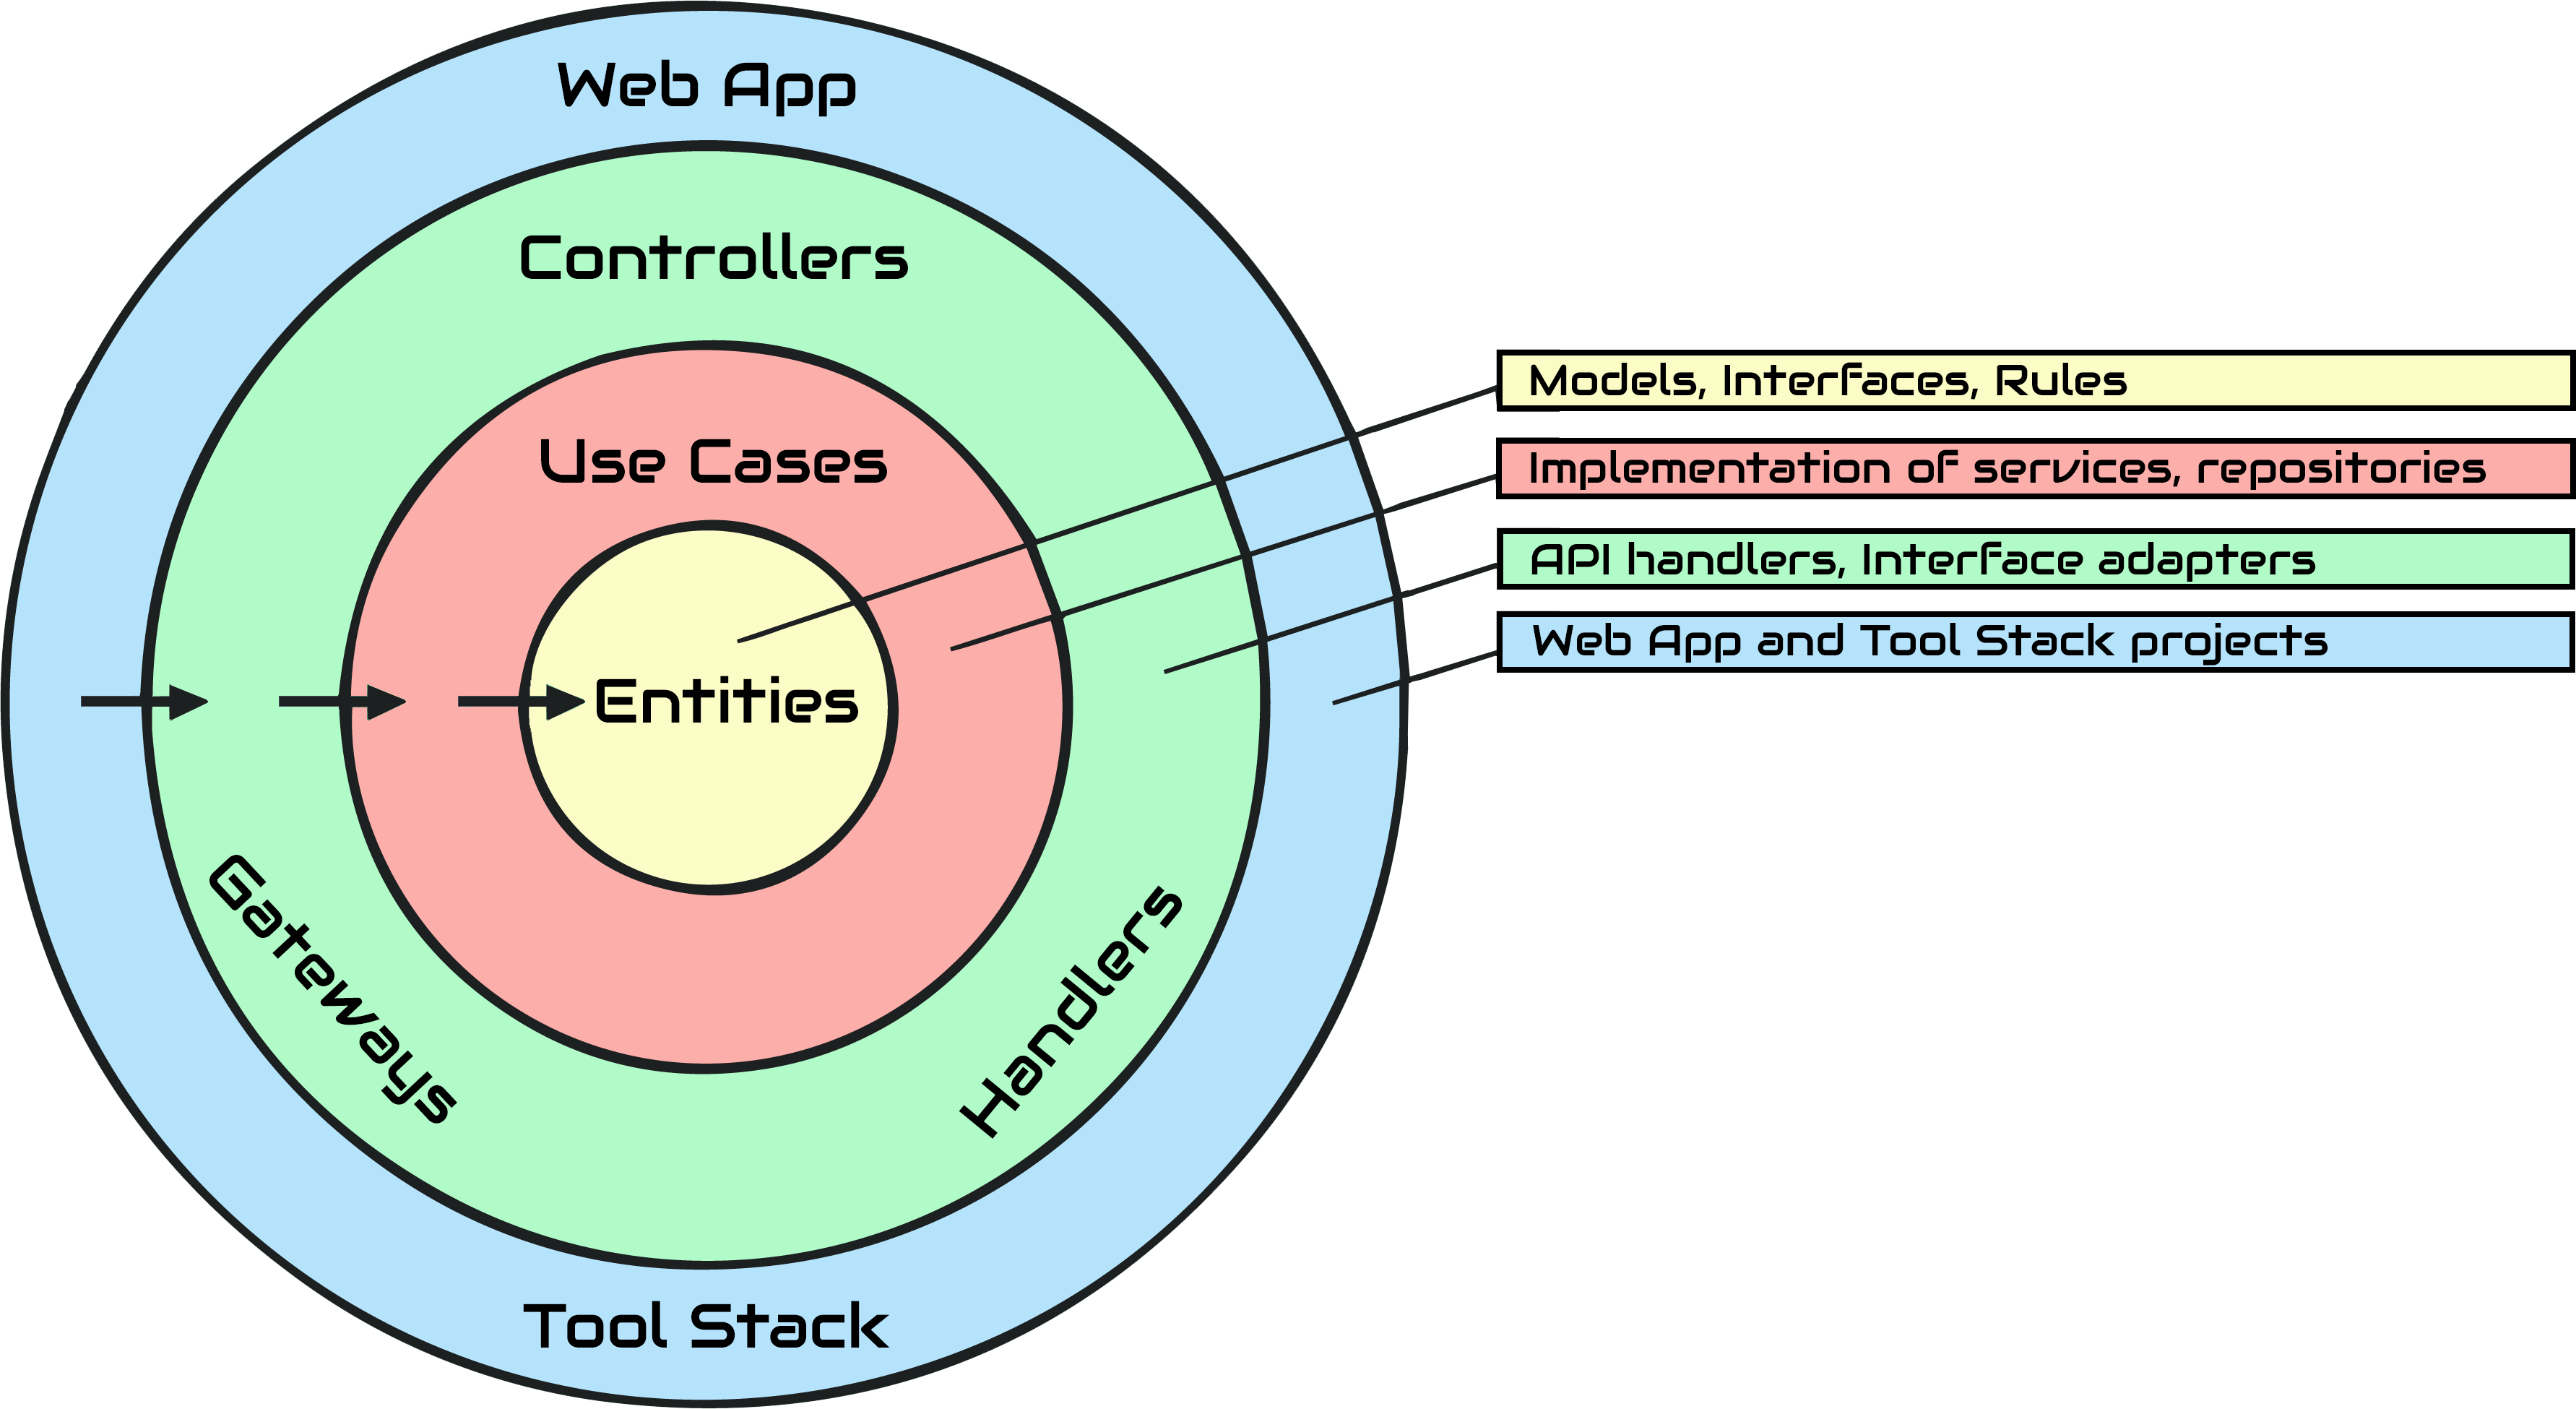 Web App
Controllers
Use Cases
Entities
Gateways
Handlers
Tool Stack
Models, Interfaces, Rules
Implementation of services, repositories
API handlers, Interface adapters
Web App and Tool Stack projects